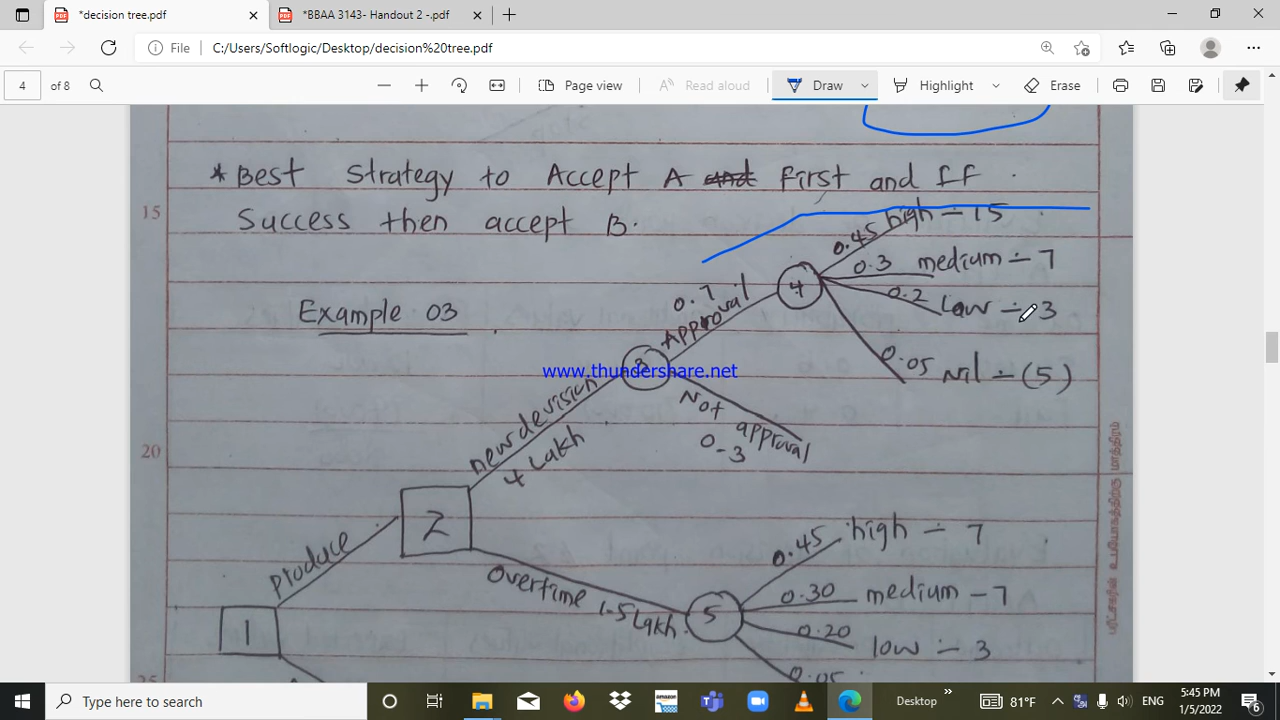 *decision tree.pdf
*BBAA 3143- Handout 2 -.pdf
File C:/Users/Softlogic/Desktop/decision%20tree.pdf
4 of 8 Page view Read aloud Draw Highlight Erase
* Best Strategy to Accept A and First and If
15 Success then accept B.
0.45 high - 15
0.3 medium - 7
0.2 low - 3
0.05 Nil - (5)
4
Example 03
0.7
Approval
3
www.thundershare.net
Not approval
0-3
new devision
4 Lakh
20
2
produce
1
Overtime 1.5 Lakh.
5
0.45 high - 7
0.30 medium - 7
0.20 low - 3
0.05
25
Type here to search
Desktop
81°F
ENG
5:45 PM
1/5/2022
6